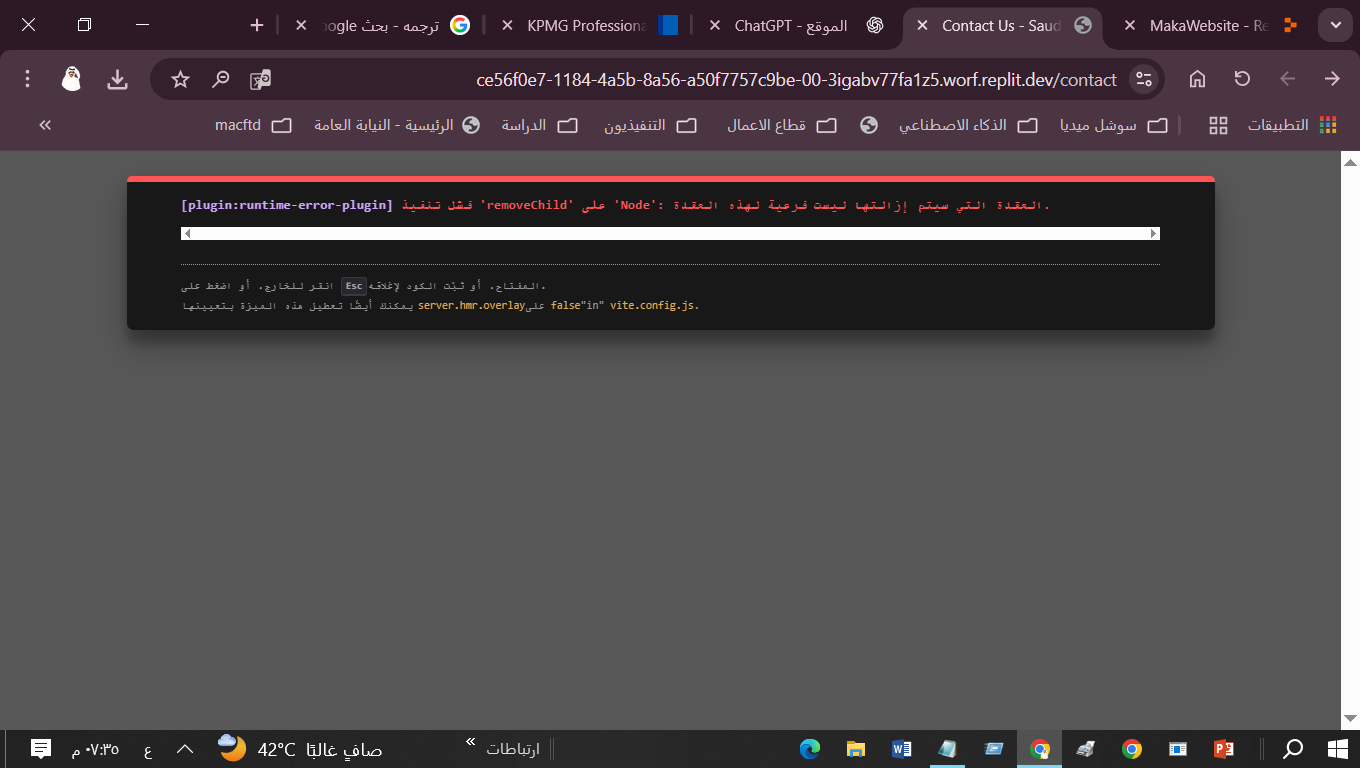 ترجمه - بحث
KPMG Professiona
ChatGPT - الموقع
Contact Us - Saud
MakaWebsite - Re
ce56f0e7-1184-4a5b-8a56-a50f7757c9be-00-3igabv77fa1z5.worf.replit.dev/contact
التطبيقات
سوشل ميديا
الذكاء الاصطناعي
قطاع الاعمال
التنفيذيون
الدراسة
الرئيسية - النيابة العامة
macftd
[plugin:runtime-error-plugin] فشل تنفيذ 'removeChild' على 'Node': العقدة التي سيتم إزالتها ليست فرعية لهذه العقدة.
انقر للخارج. أو اضغط على Esc المفتاح. أو ثبّت الكود لإغلاقه.
يمكنك أيضًا تعطيل هذه الميزة بتعيينها server.hmr.overlay على false "in" vite.config.js.
ارتباطات
42°C صافٍ غالبًا
ع
٠٧:٣٥ م